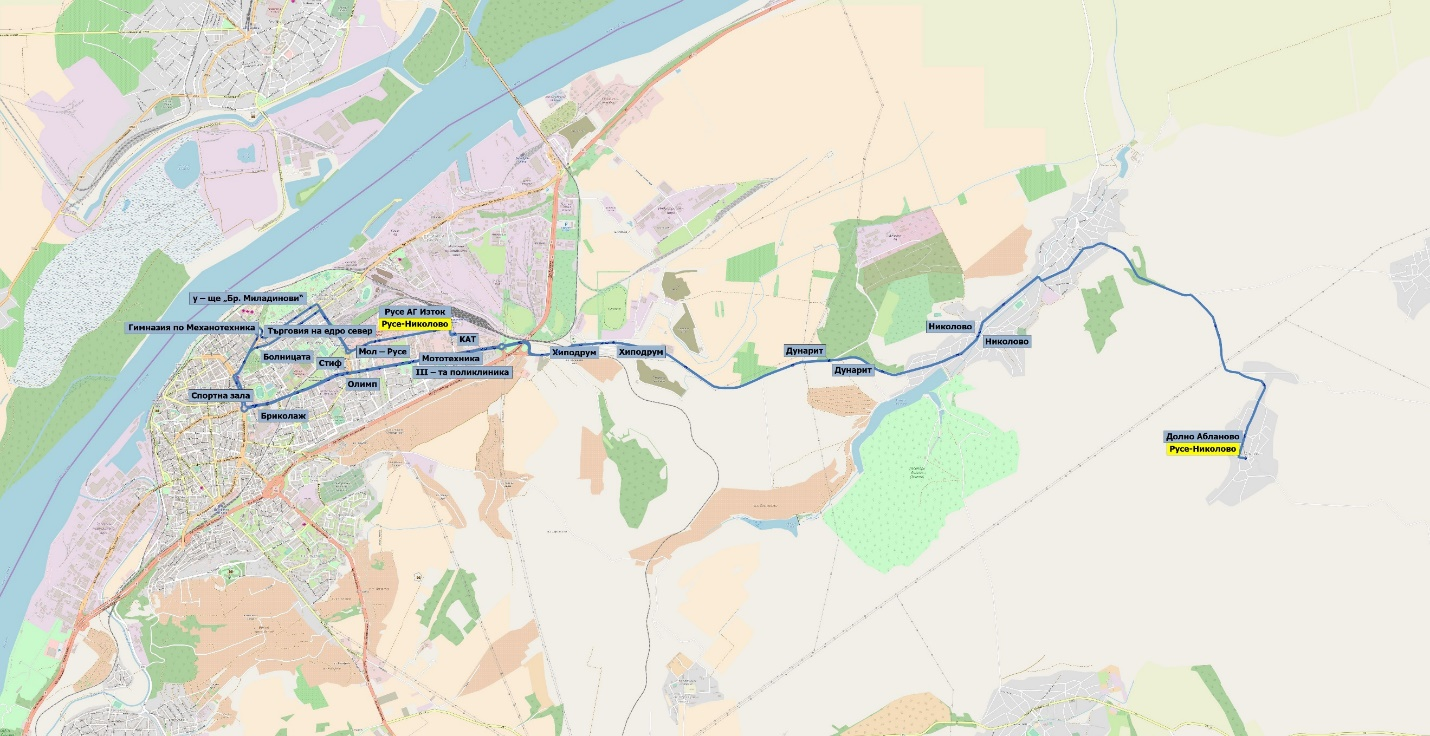 у – ще „Бр. Миладинови“
Русе АГ Изток
Русе-Николово
Гимназия по Механотехника
Търговия на едро север
КАТ
Болницата
Стиф
Мол – Русе
Мототехника
Хиподрум
Хиподрум
Дунарит
Дунарит
Николово
Николово
III – та поликлиника
Олимп
Спортна зала
Бриколаж
Долно Абланово
Русе-Николово